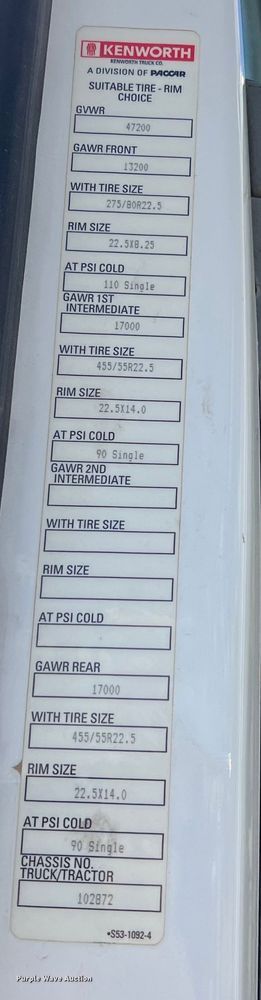 KENWORTH
KENWORTH TRUCK CO.
A DIVISION OF PACCAR
SUITABLE TIRE - RIM
CHOICE
GVWR
47200
GAWR FRONT
13200
WITH TIRE SIZE
275/80R22.5
RIM SIZE
22.5X8.25
AT PSI COLD
110 Single
GAWR 1ST
INTERMEDIATE
17000
WITH TIRE SIZE
455/55R22.5
RIM SIZE
22.5X14.0
AT PSI COLD
90 Single
GAWR 2ND
INTERMEDIATE
WITH TIRE SIZE
RIM SIZE
AT PSI COLD
GAWR REAR
17000
WITH TIRE SIZE
455/55R22.5
RIM SIZE
22.5X14.0
AT PSI COLD
90 Single
CHASSIS NO.
TRUCK/TRACTOR
102872
*S53-1092-4
Purple Wave Auction